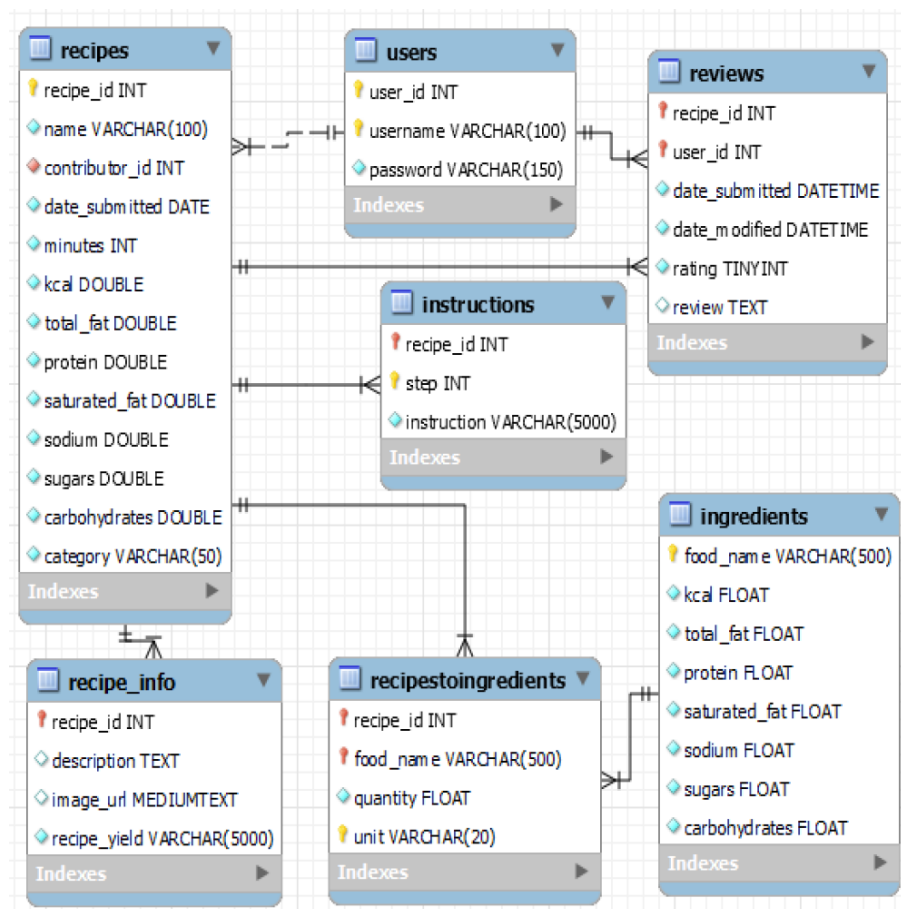 recipes
recipe_id INT
name VARCHAR(100)
contributor_id INT
date_submitted DATE
minutes INT
kcal DOUBLE
total_fat DOUBLE
protein DOUBLE
saturated_fat DOUBLE
sodium DOUBLE
sugars DOUBLE
carbohydrates DOUBLE
category VARCHAR(50)
Indexes
users
user_id INT
username VARCHAR(100)
password VARCHAR(150)
Indexes
reviews
recipe_id INT
user_id INT
date_submitted DATETIME
date_modified DATETIME
rating TINYINT
review TEXT
Indexes
instructions
recipe_id INT
step INT
instruction VARCHAR(5000)
Indexes
ingredients
food_name VARCHAR(500)
kcal FLOAT
total_fat FLOAT
protein FLOAT
saturated_fat FLOAT
sodium FLOAT
sugars FLOAT
carbohydrates FLOAT
Indexes
recipe_info
recipe_id INT
description TEXT
image_url MEDIUMTEXT
recipe_yield VARCHAR(5000)
Indexes
recipestoingredients
recipe_id INT
food_name VARCHAR(500)
quantity FLOAT
unit VARCHAR(20)
Indexes